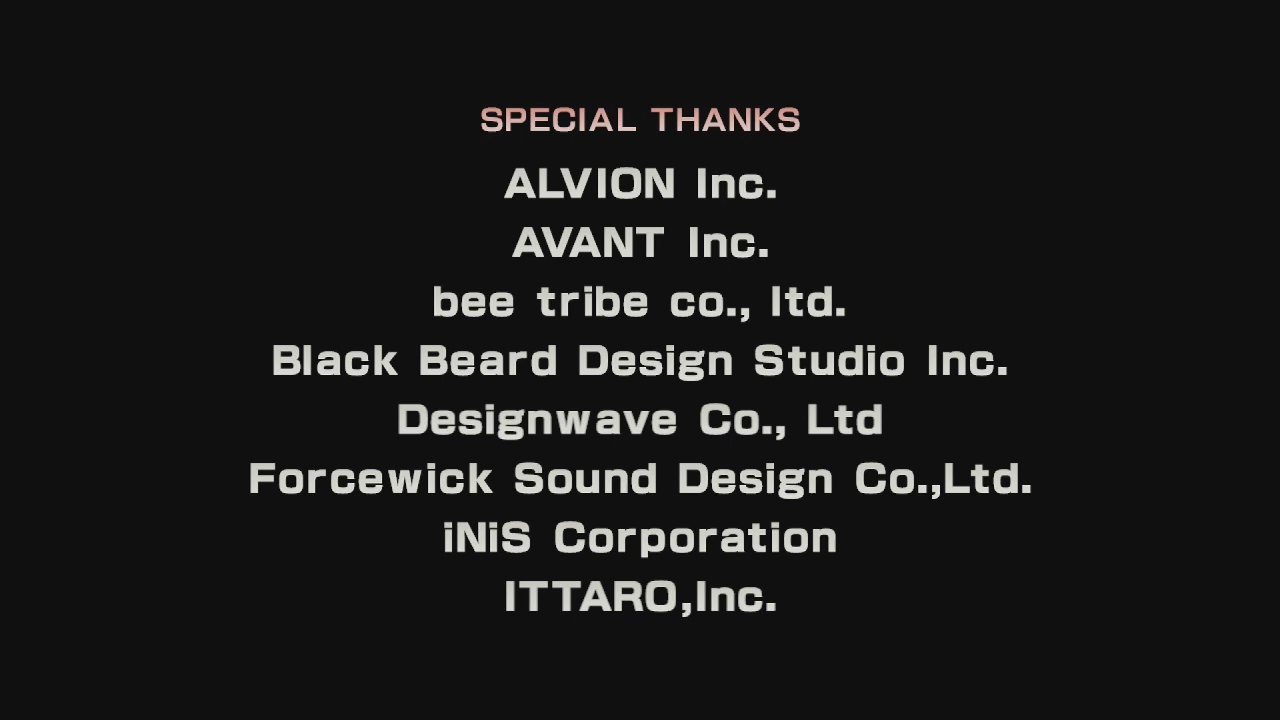 SPECIAL THANKS
ALVION Inc.
AVANT Inc.
bee tribe co., ltd.
Black Beard Design Studio Inc.
Designwave Co., Ltd
Forcewick Sound Design Co.,Ltd.
iNiS Corporation
ITTARO,Inc.